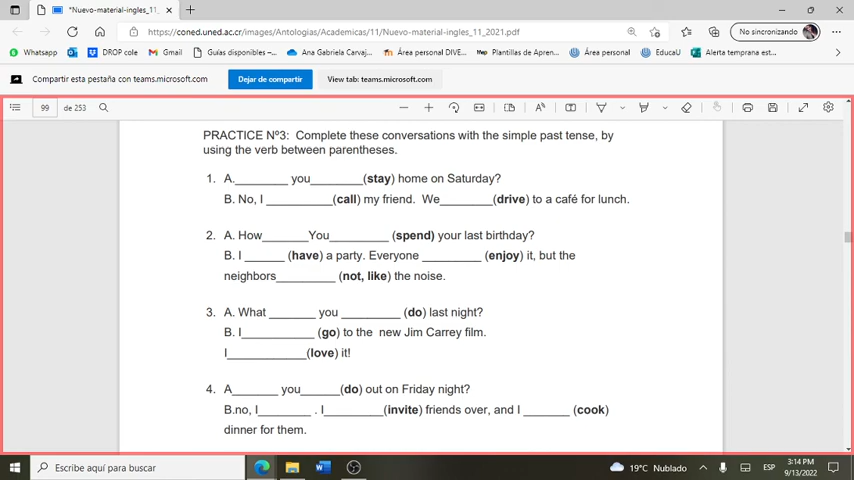 *Nuevo-material-ingles_11_
https://coned.uned.ac.cr/images/Antologias/Academicas/11/Nuevo-material-ingles_11_2021.pdf
No sincronizando
Whatsapp
DROP cole
Gmail
Guías disponibles –...
Ana Gabriela Carvaj...
Área personal DIVE...
Plantillas de Apren...
Área personal
EducaU
Alerta temprana est...
Compartir esta pestaña con teams.microsoft.com
Dejar de compartir
View tab: teams.microsoft.com
99
de 253
PRACTICE Nº3: Complete these conversations with the simple past tense, by
using the verb between parentheses.
1. A.________ you________(stay) home on Saturday?
B. No, I __________(call) my friend. We________(drive) to a café for lunch.
2. A. How_______You_________ (spend) your last birthday?
B. I ______ (have) a party. Everyone _________ (enjoy) it, but the
neighbors_________ (not, like) the noise.
3. A. What _______ you _________ (do) last night?
B. I___________ (go) to the new Jim Carrey film.
I____________(love) it!
4. A_______ you______(do) out on Friday night?
B.no, I________ . I_________(invite) friends over, and I _______ (cook)
dinner for them.
Escribe aquí para buscar
19°C Nublado
ESP
3:14 PM
9/13/2022